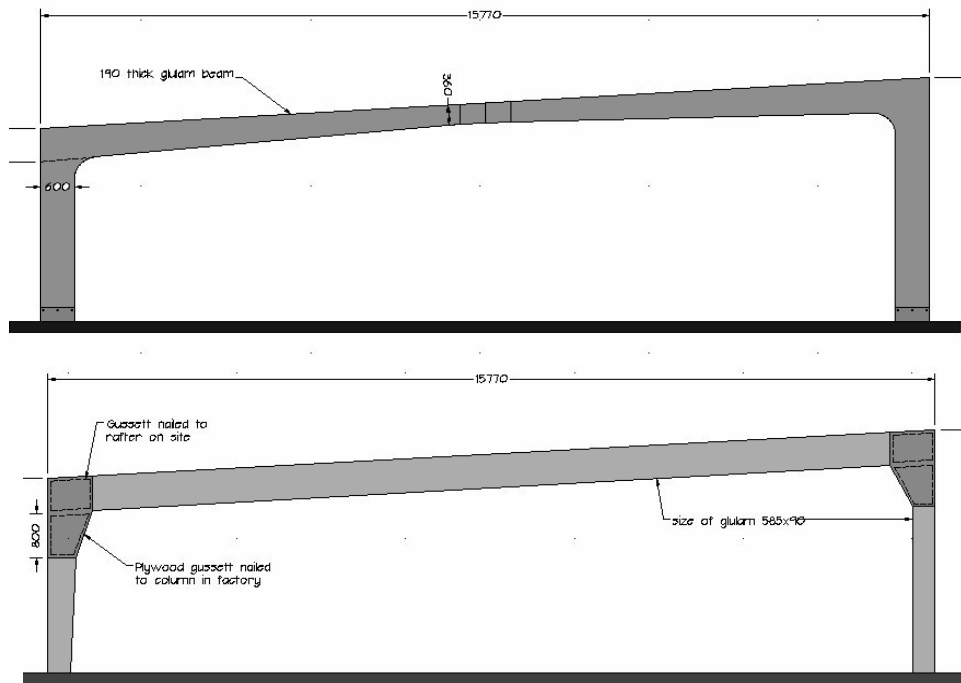 15770
190 thick glulam beam
360
600
15770
Gussett nailed to
rafter on site
800
size of glulam 585x90
Plywood gussett nailed
to column in factory